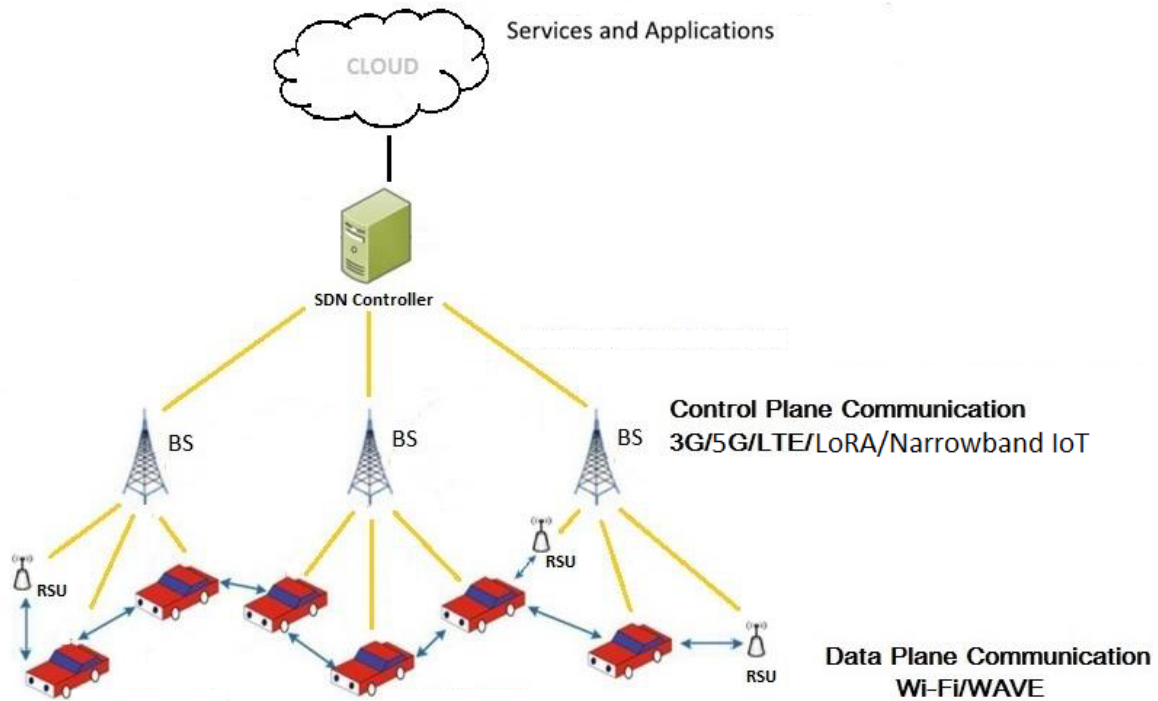 Services and Applications
CLOUD
SDN Controller
BS
BS
BS
Control Plane Communication
3G/5G/LTE/LoRA/Narrowband IoT
RSU
RSU
RSU
Data Plane Communication
Wi-Fi/WAVE